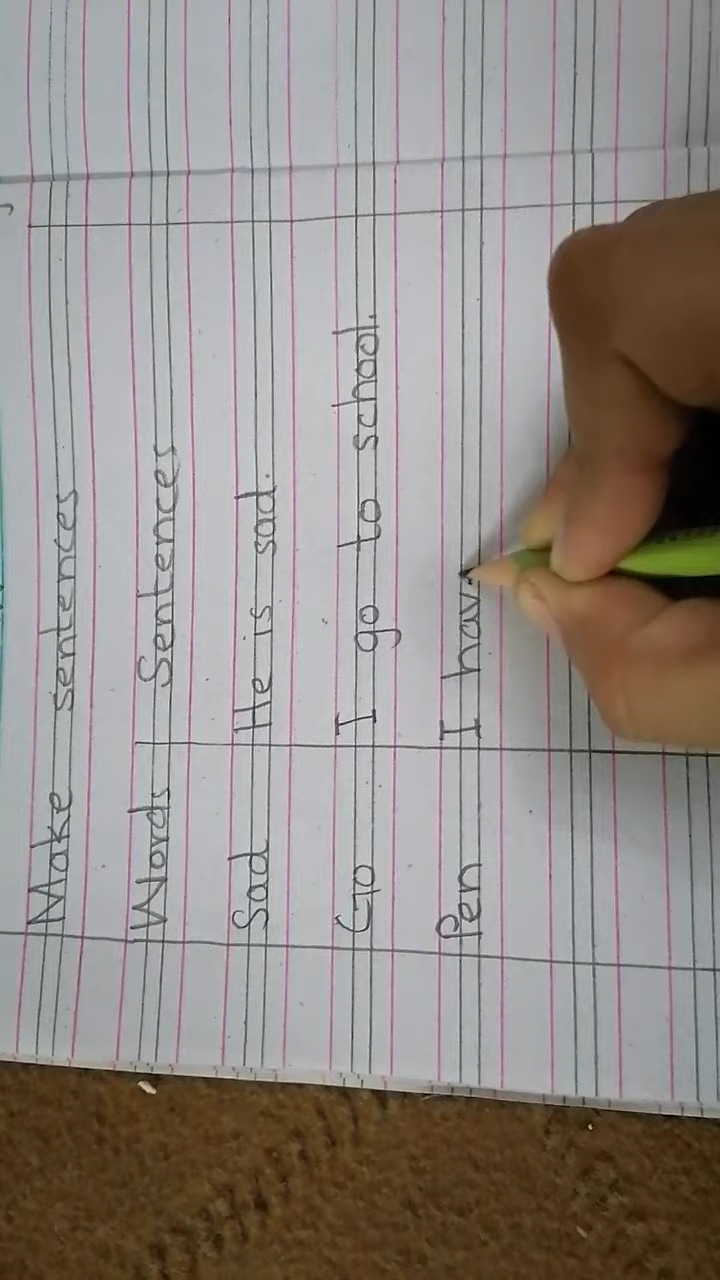 Make sentences
Words Sentences
Sad He is sad.
Go I go to school.
Pen I hav